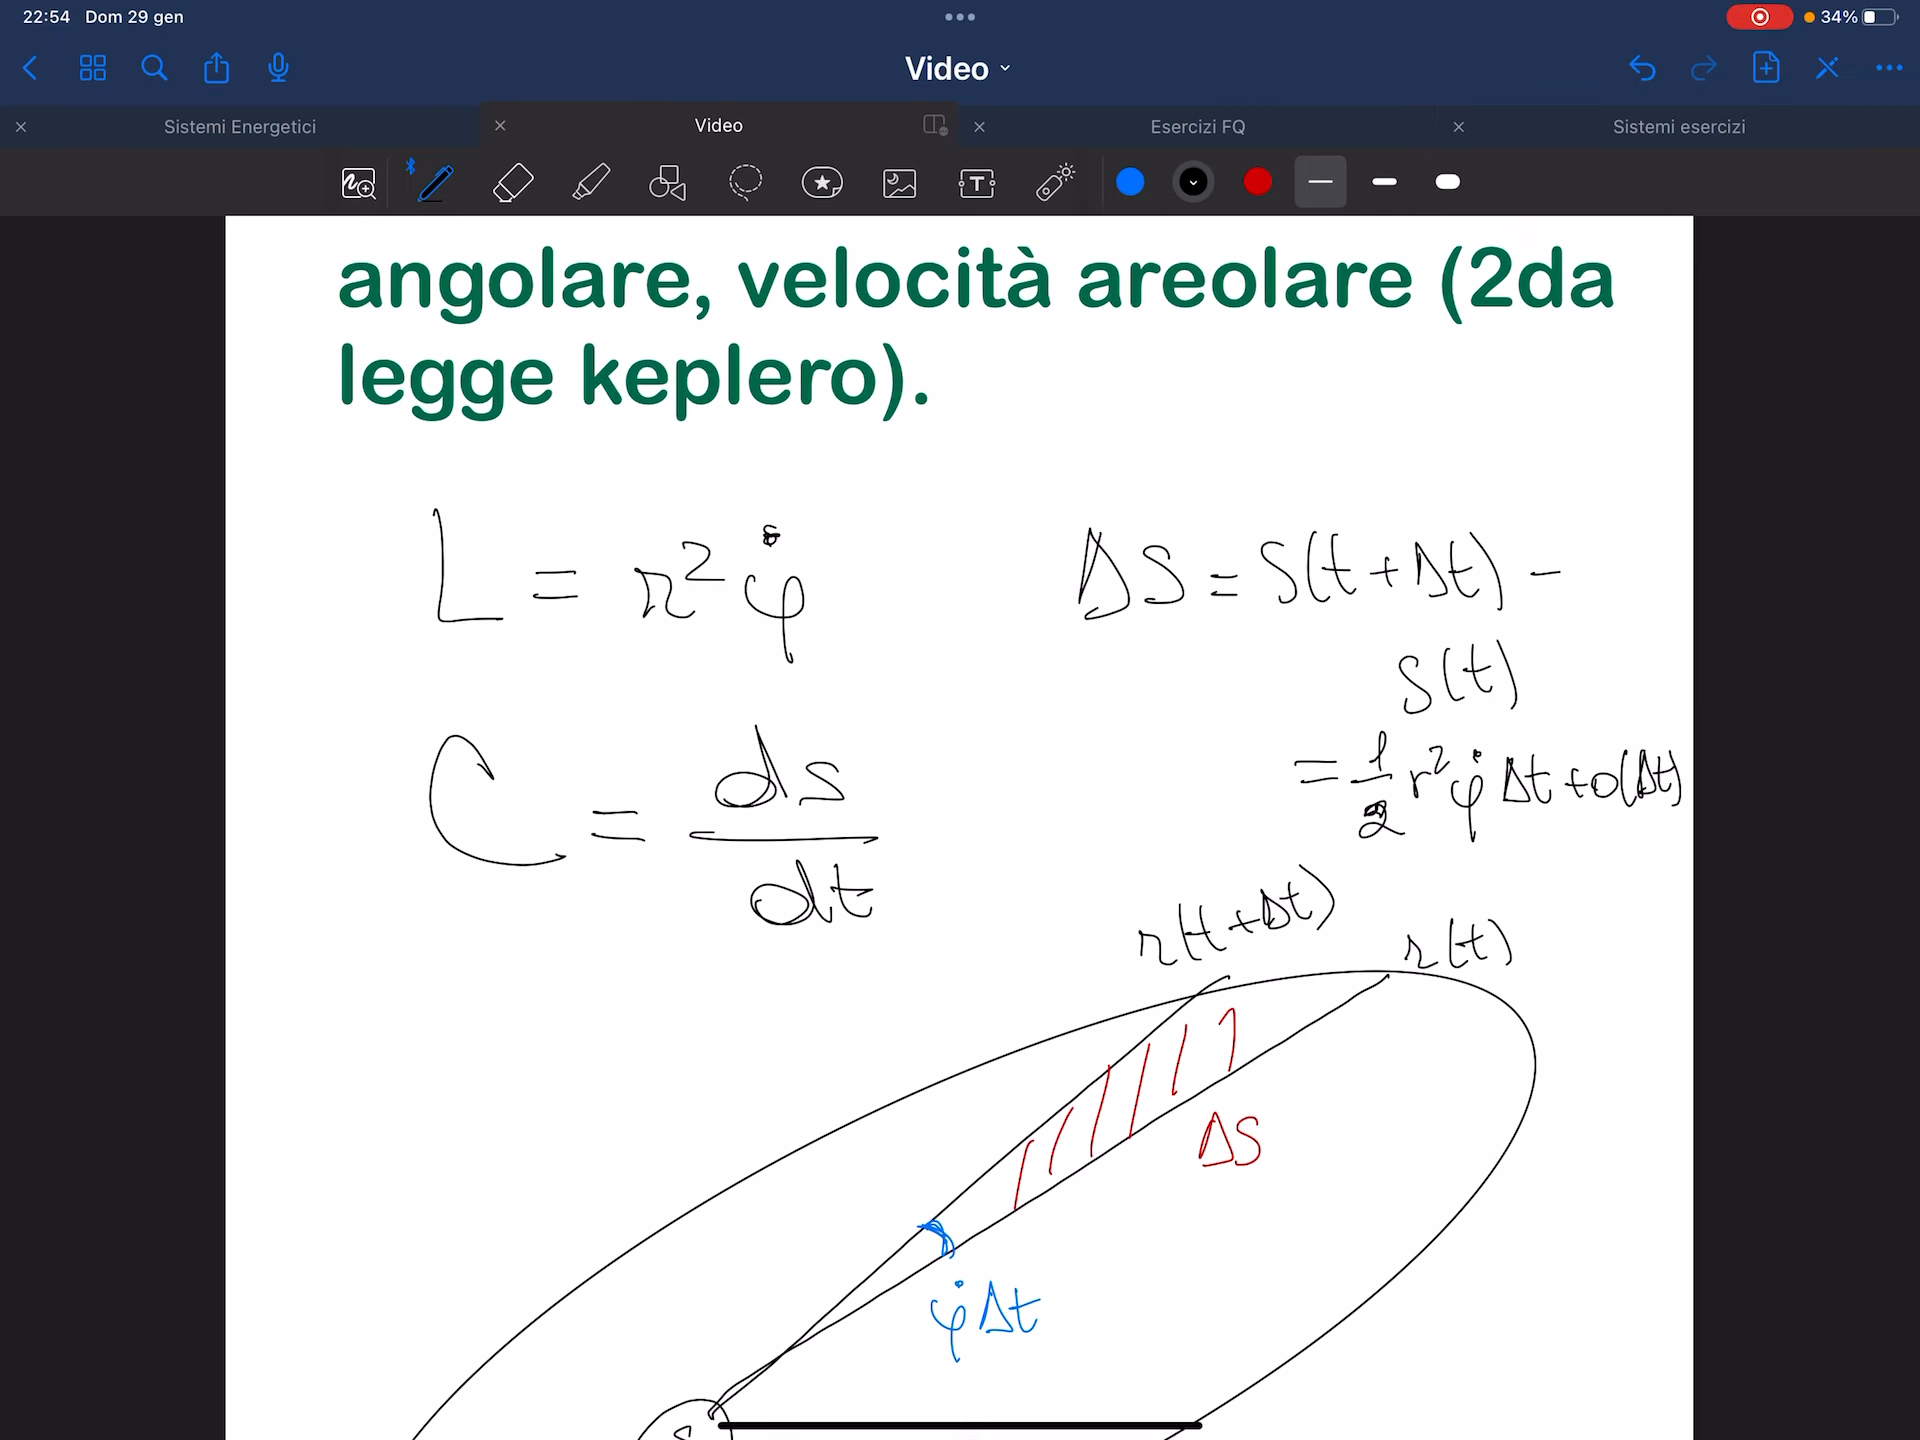 22:54 Dom 29 gen
34%
Video
Sistemi Energetici
Video
Esercizi FQ
Sistemi esercizi
T
angolare, velocità areolare (2da
legge keplero).
L = r² φ̇
ΔS = S(t+Δt) -
S(t)
= 1/2 r² φ̇ Δt + o(Δt)
C = ds/dt
r(t+Δt)
r(t)
ΔS
φ̇ Δt